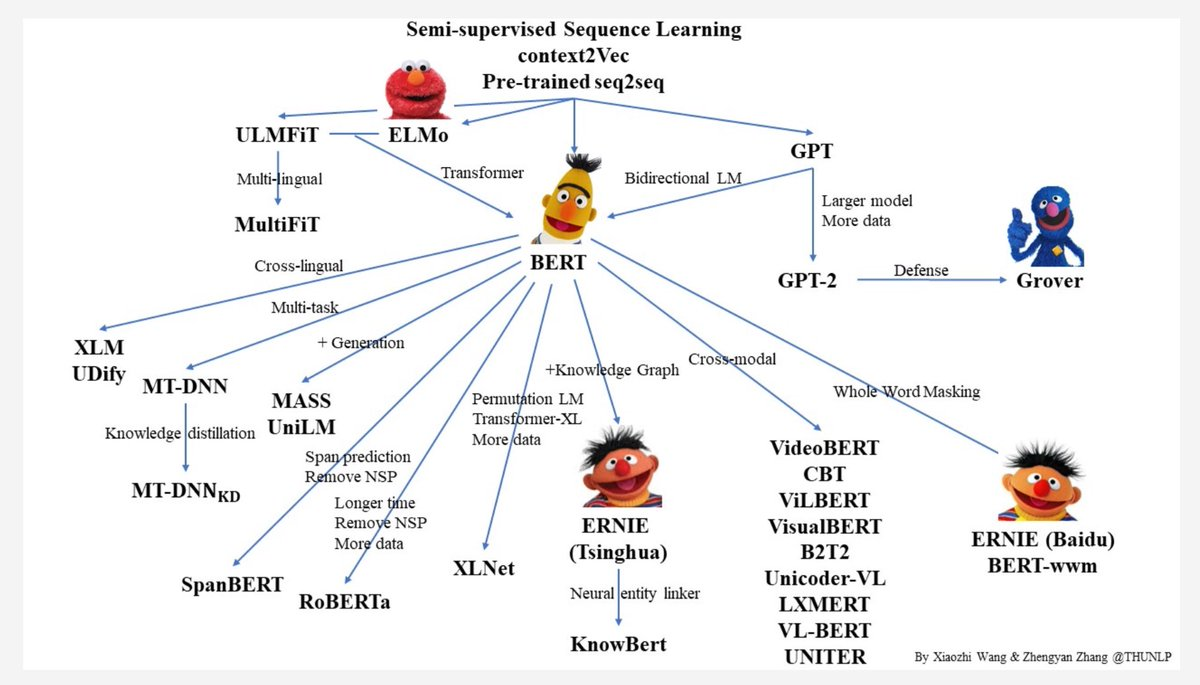 Semi-supervised Sequence Learning
context2Vec
Pre-trained seq2seq
ULMFiT
ELMo
GPT
Multi-lingual
Transformer
Bidirectional LM
Larger model
More data
MultiFiT
BERT
GPT-2
Defense
Grover
Cross-lingual
Multi-task
+ Generation
XLM
UDify
MT-DNN
MASS
UniLM
Knowledge distillation
MT-DNNKD
Span prediction
Remove NSP
Longer time
Remove NSP
More data
Permutation LM
Transformer-XL
More data
+Knowledge Graph
Cross-modal
Whole Word Masking
SpanBERT
RoBERTa
XLNet
ERNIE
(Tsinghua)
Neural entity linker
KnowBert
VideoBERT
CBT
ViLBERT
VisualBERT
B2T2
Unicoder-VL
LXMERT
VL-BERT
UNITER
ERNIE (Baidu)
BERT-wwm
By Xiaozhi Wang & Zhengyan Zhang @THUNLP